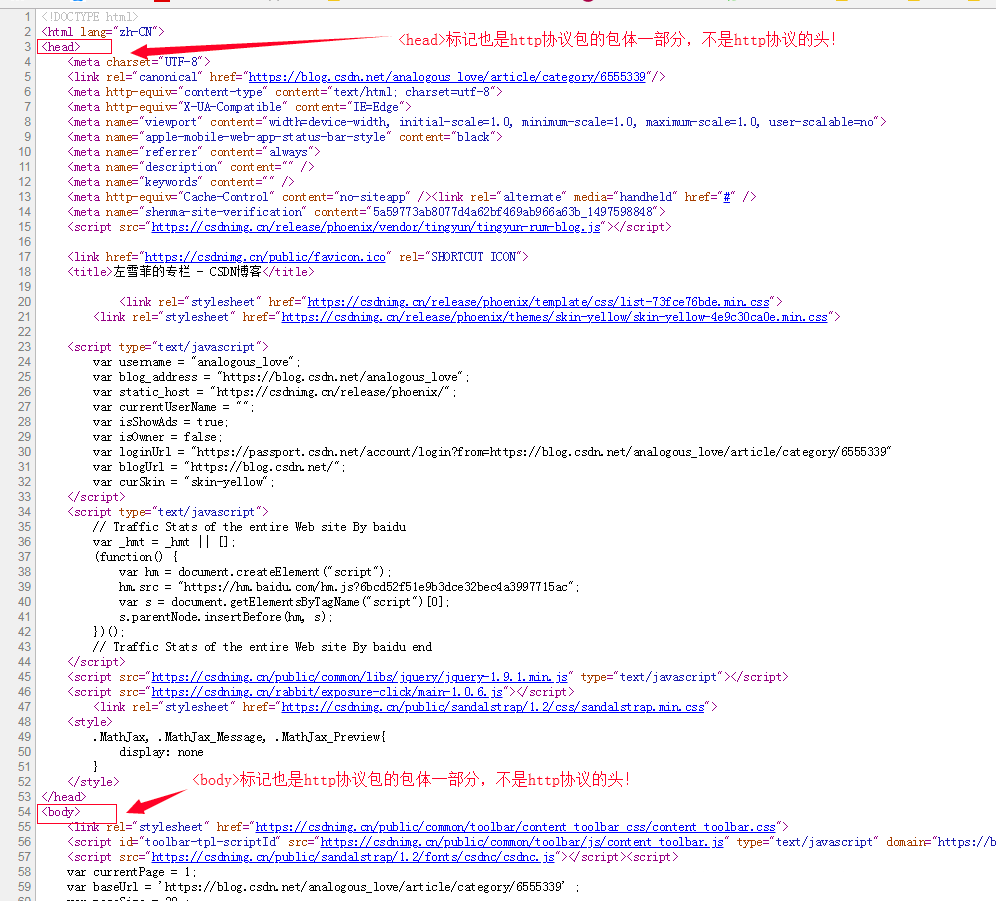 1 <!DOCTYPE html>
2 <html lang="zh-CN">
3 <head>
<head>标记也是http协议包的包体一部分，不是http协议的头！
4 <meta charset="UTF-8">
5 <link rel="canonical" href="https://blog.csdn.net/analogous_love/article/category/6555339"/>
6 <meta http-equiv="content-type" content="text/html; charset=utf-8">
7 <meta http-equiv="X-UA-Compatible" content="IE=Edge">
8 <meta name="viewport" content="width=device-width, initial-scale=1.0, minimum-scale=1.0, maximum-scale=1.0, user-scalable=no">
9 <meta name="apple-mobile-web-app-status-bar-style" content="black">
10 <meta name="referrer" content="always">
11 <meta name="description" content="" />
12 <meta name="keywords" content="" />
13 <meta http-equiv="Cache-Control" content="no-siteapp" /><link rel="alternate" media="handheld" href="#" />
14 <meta name="shenma-site-verification" content="5a59773ab8077d4a62bf469ab966a63b_1497598848">
15 <script src="https://csdnimg.cn/release/phoenix/vendor/tingyun/tingyun-rum-blog.js"></script>
16
17 <link href="https://csdnimg.cn/public/favicon.ico" rel="SHORTCUT ICON">
18 <title>左雪菲的专栏 - CSDN博客</title>
19
20 <link rel="stylesheet" href="https://csdnimg.cn/release/phoenix/template/css/list-73fce76bde.min.css">
21 <link rel="stylesheet" href="https://csdnimg.cn/release/phoenix/themes/skin-yellow/skin-yellow-4e9c30ca0e.min.css">
22
23 <script type="text/javascript">
24 var username = "analogous_love";
25 var blog_address = "https://blog.csdn.net/analogous_love";
26 var static_host = "https://csdnimg.cn/release/phoenix/";
27 var currentUserName = "";
28 var isShowAds = true;
29 var isOwner = false;
30 var loginUrl = "https://passport.csdn.net/account/login?from=https://blog.csdn.net/analogous_love/article/category/6555339"
31 var blogUrl = "https://blog.csdn.net/";
32 var curSkin = "skin-yellow";
33 </script>
34 <script type="text/javascript">
35 // Traffic Stats of the entire Web site By baidu
36 var _hmt = _hmt || [];
37 (function() {
38 var hm = document.createElement("script");
39 hm.src = "https://hm.baidu.com/hm.js?6bcd52f51e9b3dce32bec4a3997715ac";
40 var s = document.getElementsByTagName("script")[0];
41 s.parentNode.insertBefore(hm, s);
42 })();
43 // Traffic Stats of the entire Web site By baidu end
44 </script>
45 <script src="https://csdnimg.cn/public/common/libs/jquery/jquery-1.9.1.min.js" type="text/javascript"></script>
46 <script src="https://csdnimg.cn/rabbit/exposure-click/main-1.0.6.js"></script>
47 <link rel="stylesheet" href="https://csdnimg.cn/public/sandalstrap/1.2/css/sandalstrap.min.css">
48 <style>
49 .MathJax, .MathJax_Message, .MathJax_Preview{
50 display: none
51 }
52 </style>
<body>标记也是http协议包的包体一部分，不是http协议的头！
53 </head>
54 <body>
55 <link rel="stylesheet" href="https://csdnimg.cn/public/common/toolbar/content_toolbar_css/content_toolbar.css">
56 <script id="toolbar-tpl-scriptId" src="https://csdnimg.cn/public/common/toolbar/js/content_toolbar.js" type="text/javascript" domain="https://b
57 <script src="https://csdnimg.cn/public/sandalstrap/1.2/fonts/csdnc/csdnc.js"></script><script>
58 var currentPage = 1;
59 var baseUrl = 'https://blog.csdn.net/analogous_love/article/category/6555339' ;